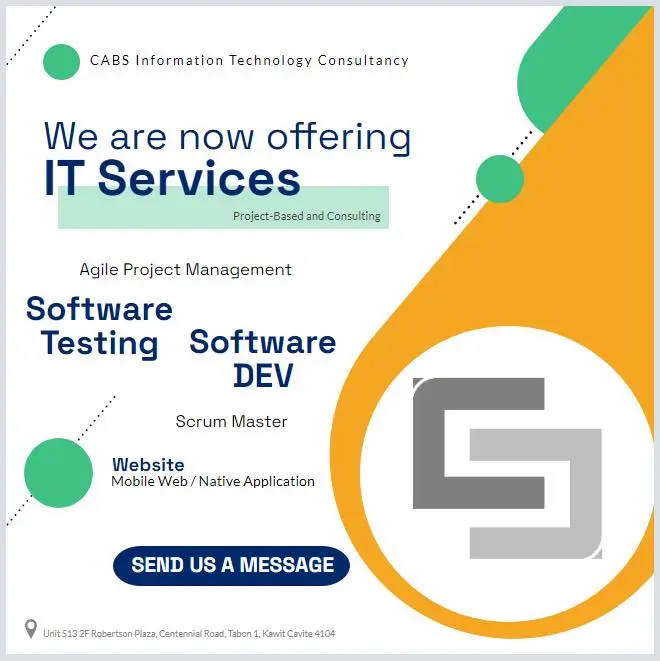 CABS Information Technology Consultancy
We are now offering
IT Services
Project-Based and Consulting
Agile Project Management
Software
Testing
Software
DEV
Scrum Master
Website
Mobile Web / Native Application
SEND US A MESSAGE
Unit S13 2F Robertson Plaza, Centennial Road, Tabon 1, Kawit Cavite 4104